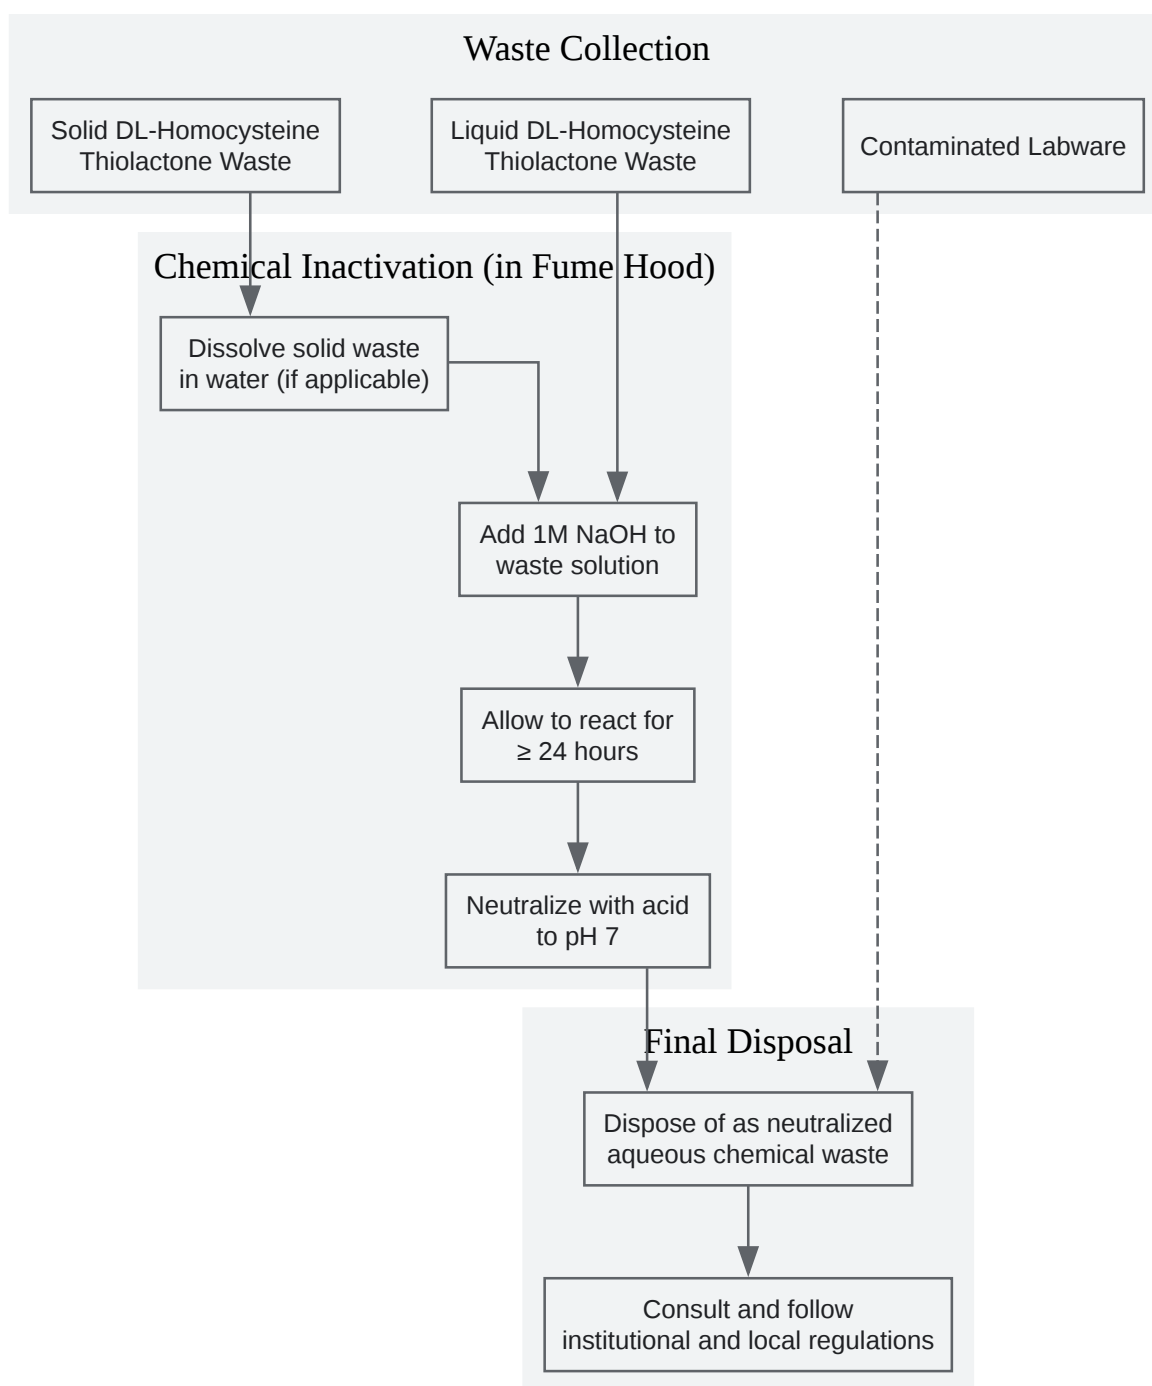 Waste Collection
Solid DL-Homocysteine
Thiolactone Waste
Liquid DL-Homocysteine
Thiolactone Waste
Contaminated Labware
Chemical Inactivation (in Fume Hood)
Dissolve solid waste
in water (if applicable)
Add 1M NaOH to
waste solution
Allow to react for
≥ 24 hours
Neutralize with acid
to pH 7
Final Disposal
Dispose of as neutralized
aqueous chemical waste
Consult and follow
institutional and local regulations